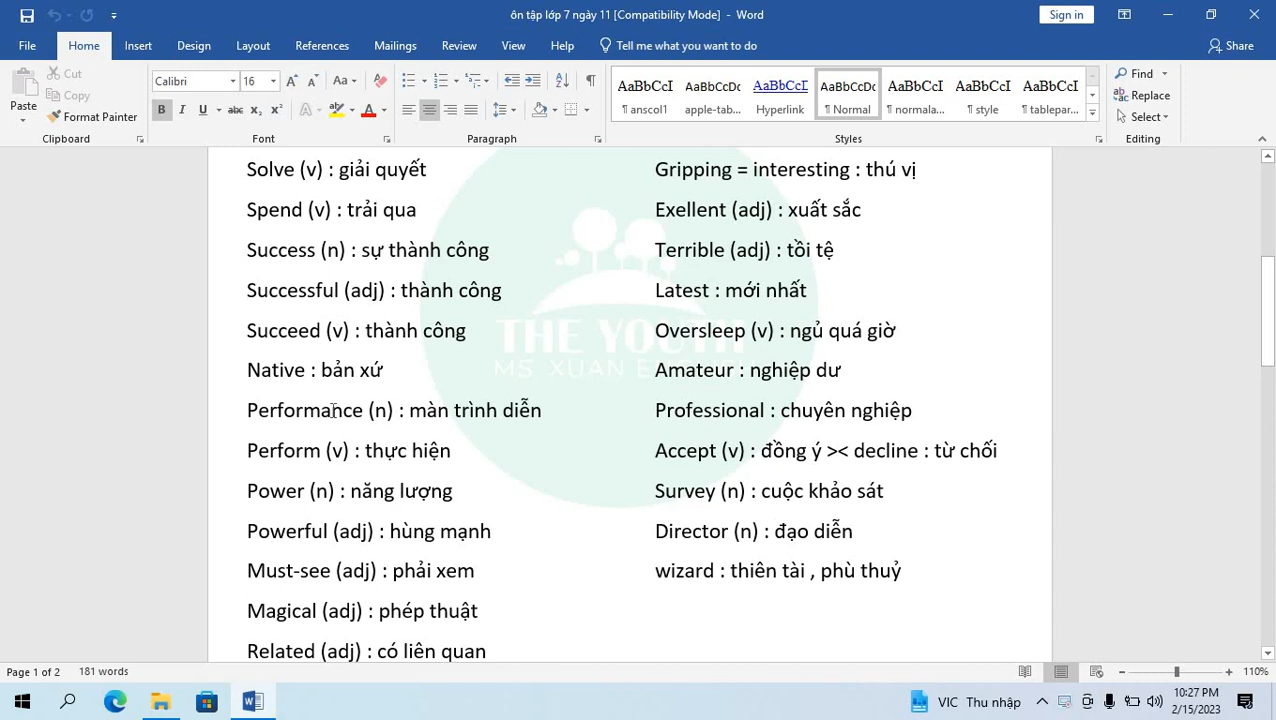 ôn tập lớp 7 ngày 11 [Compatibility Mode] - Word
Sign in
File Home Insert Design Layout References Mailings Review View Help Tell me what you want to do Share
Paste
Cut
Copy
Format Painter
Clipboard
Calibri 16
Font
Paragraph
AaBbCcI AaBbCcDc AaBbCcI AaBbCcDc AaBbCcI AaBbCcDc AaBbCcI
¶ anscol1 apple-tab... Hyperlink ¶ Normal ¶ normala... ¶ style ¶ tablepar...
Styles
Find
Replace
Select
Editing
Solve (v) : giải quyết
Spend (v) : trải qua
Success (n) : sự thành công
Successful (adj) : thành công
Succeed (v) : thành công
Native : bản xứ
Performance (n) : màn trình diễn
Perform (v) : thực hiện
Power (n) : năng lượng
Powerful (adj) : hùng mạnh
Must-see (adj) : phải xem
Magical (adj) : phép thuật
Related (adj) : có liên quan
Gripping = interesting : thú vị
Exellent (adj) : xuất sắc
Terrible (adj) : tồi tệ
Latest : mới nhất
Oversleep (v) : ngủ quá giờ
Amateur : nghiệp dư
Professional : chuyên nghiệp
Accept (v) : đồng ý >< decline : từ chối
Survey (n) : cuộc khảo sát
Director (n) : đạo diễn
wizard : thiên tài , phù thuỷ
THE YOUTH
MS XUAN ENGLISH
Page 1 of 2 181 words
110%
VIC Thu nhập
10:27 PM
2/15/2023